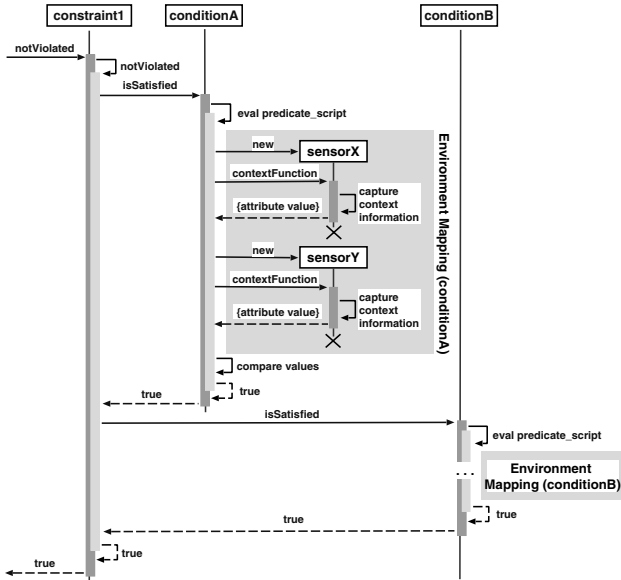 constraint1 conditionA conditionB
notViolated
notViolated
isSatisfied
eval predicate_script
new sensorX
contextFunction
capture
context
information
{attribute value}
new sensorY
contextFunction
capture
context
information
{attribute value}
Environment Mapping (conditionA)
compare values
true
true
isSatisfied
eval predicate_script
...
Environment
Mapping (conditionB)
true
true
true
true